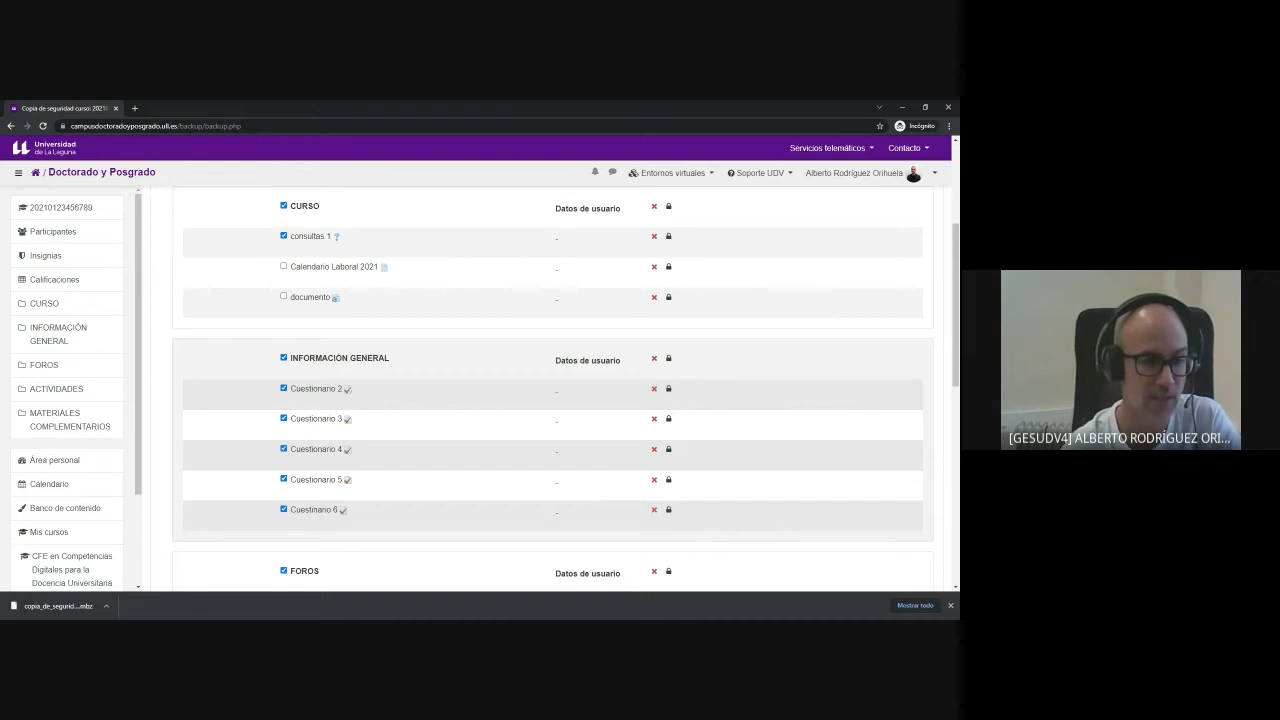 Copia de seguridad curso: 2021
campusdoctoradoyposgrado.ull.es/backup/backup.php
Incógnito
Universidad
de La Laguna
Servicios telemáticos
Contacto
/ Doctorado y Posgrado
Entornos virtuales
Soporte UDV
Alberto Rodríguez Orihuela
20210123456789
Participantes
Insignias
Calificaciones
CURSO
INFORMACIÓN
GENERAL
FOROS
ACTIVIDADES
MATERIALES
COMPLEMENTARIOS
Área personal
Calendario
Banco de contenido
Mis cursos
CFE en Competencias
Digitales para la
Docencia Universitaria
CURSO Datos de usuario
consultas 1 -
Calendario Laboral 2021 -
documento -
INFORMACIÓN GENERAL Datos de usuario
Cuestionario 2 -
Cuestionario 3 -
Cuestionario 4 -
Cuestionario 5 -
Cuestinario 6 -
FOROS Datos de usuario
copia_de_segurid....mbz
Mostrar todo
[GESUDV4] ALBERTO RODRÍGUEZ ORI...